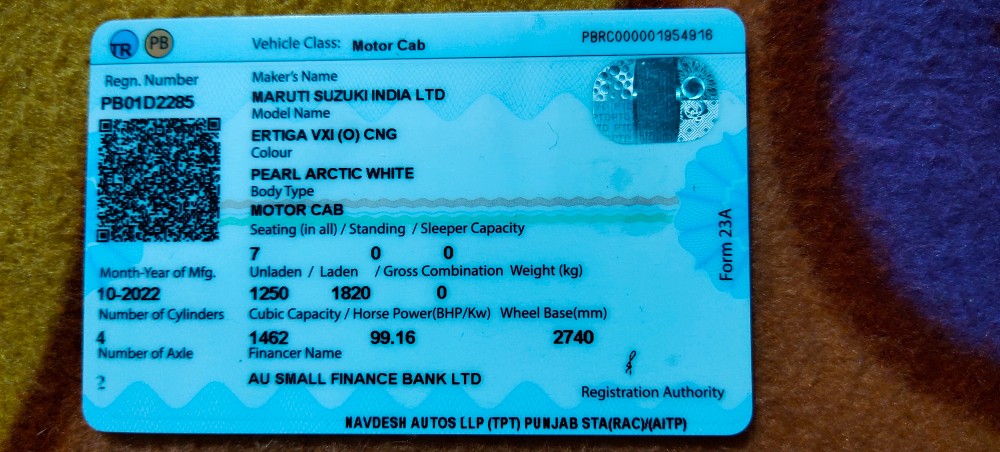 TR PB Vehicle Class: Motor Cab PBRC000001954916
Regn. Number
PB01D2285
Maker's Name
MARUTI SUZUKI INDIA LTD
Model Name
ERTIGA VXI (O) CNG
Colour
PEARL ARCTIC WHITE
Body Type
MOTOR CAB
Seating (in all) / Standing / Sleeper Capacity
7 0 0
Month-Year of Mfg. Unladen / Laden / Gross Combination Weight (kg)
10-2022 1250 1820 0
Number of Cylinders Cubic Capacity / Horse Power(BHP/Kw) Wheel Base(mm)
4 1462 99.16 2740
Number of Axle Financer Name
2 AU SMALL FINANCE BANK LTD
Registration Authority
NAVDESH AUTOS LLP (TPT) PUNJAB STA(RAC)/(AITP)
Form 23A